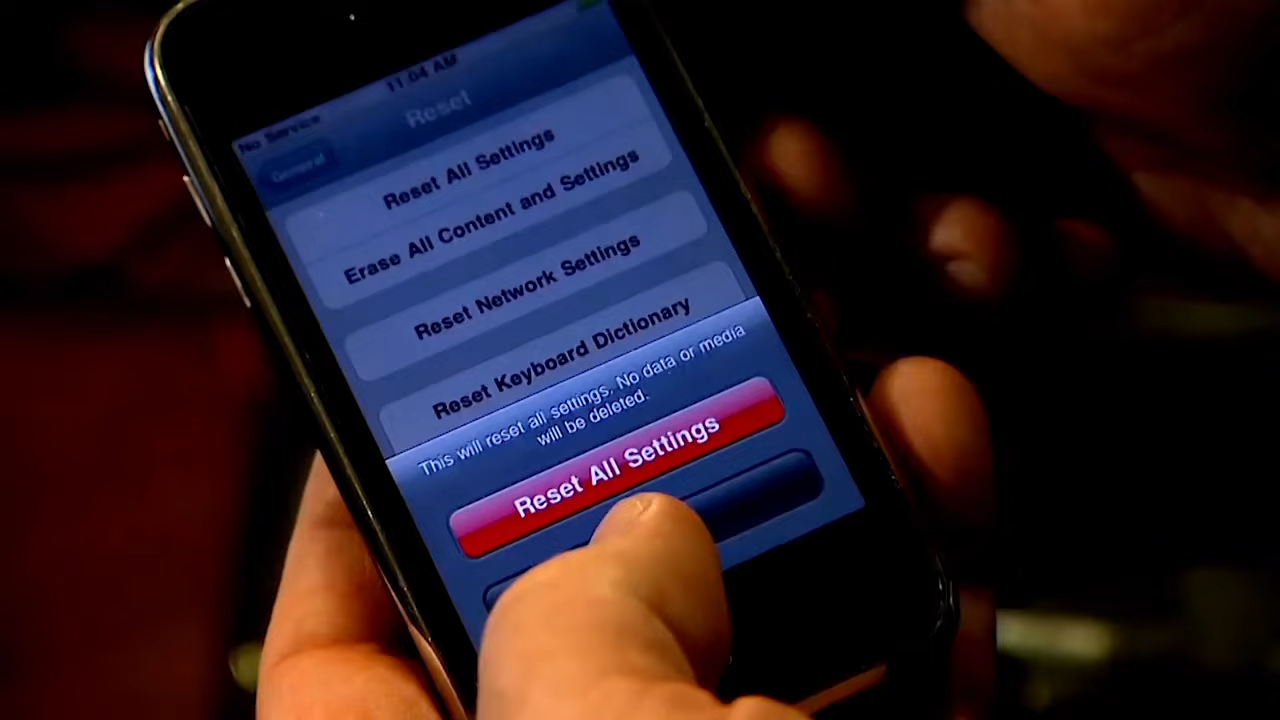 No Service
11:04 AM
General
Reset
Reset All Settings
Erase All Content and Settings
Reset Network Settings
Reset Keyboard Dictionary
This will reset all settings. No data or media
will be deleted.
Reset All Settings